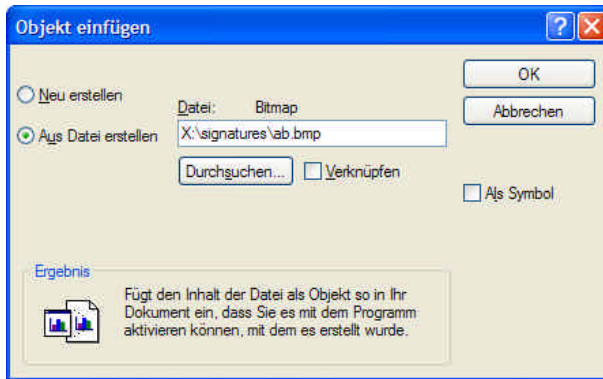 Objekt einfügen
Neu erstellen
Aus Datei erstellen
Datei: Bitmap
X:\signatures\ab.bmp
Durchsuchen...
Verknüpfen
OK
Abbrechen
Als Symbol
Ergebnis
Fügt den Inhalt der Datei als Objekt so in Ihr
Dokument ein, dass Sie es mit dem Programm
aktivieren können, mit dem es erstellt wurde.